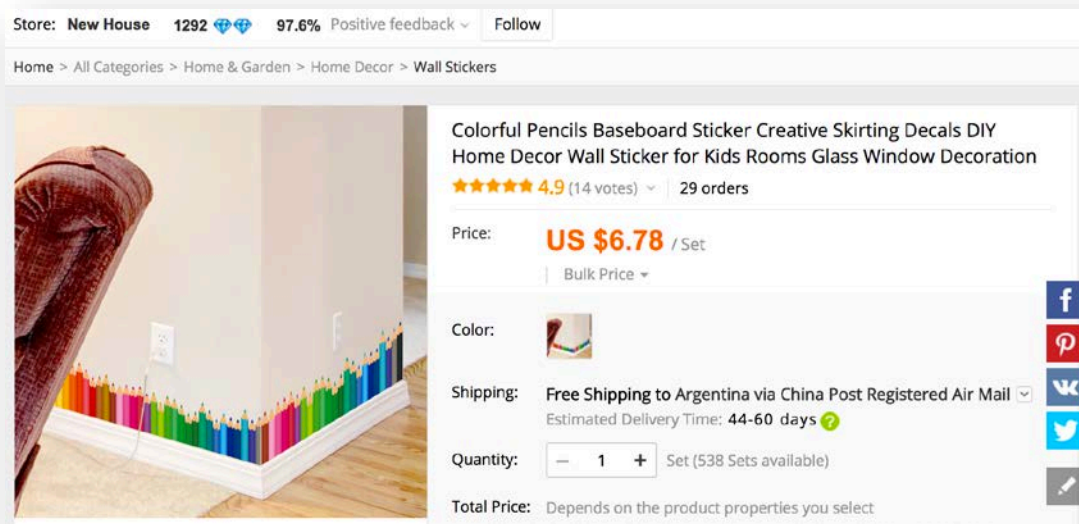 Store: New House 1292 97.6% Positive feedback Follow
Home > All Categories > Home & Garden > Home Decor > Wall Stickers
Colorful Pencils Baseboard Sticker Creative Skirting Decals DIY
Home Decor Wall Sticker for Kids Rooms Glass Window Decoration
4.9 (14 votes) 29 orders
Price: US $6.78 / Set
Bulk Price
Color:
Shipping: Free Shipping to Argentina via China Post Registered Air Mail
Estimated Delivery Time: 44-60 days ?
Quantity: − 1 + Set (538 Sets available)
Total Price: Depends on the product properties you select